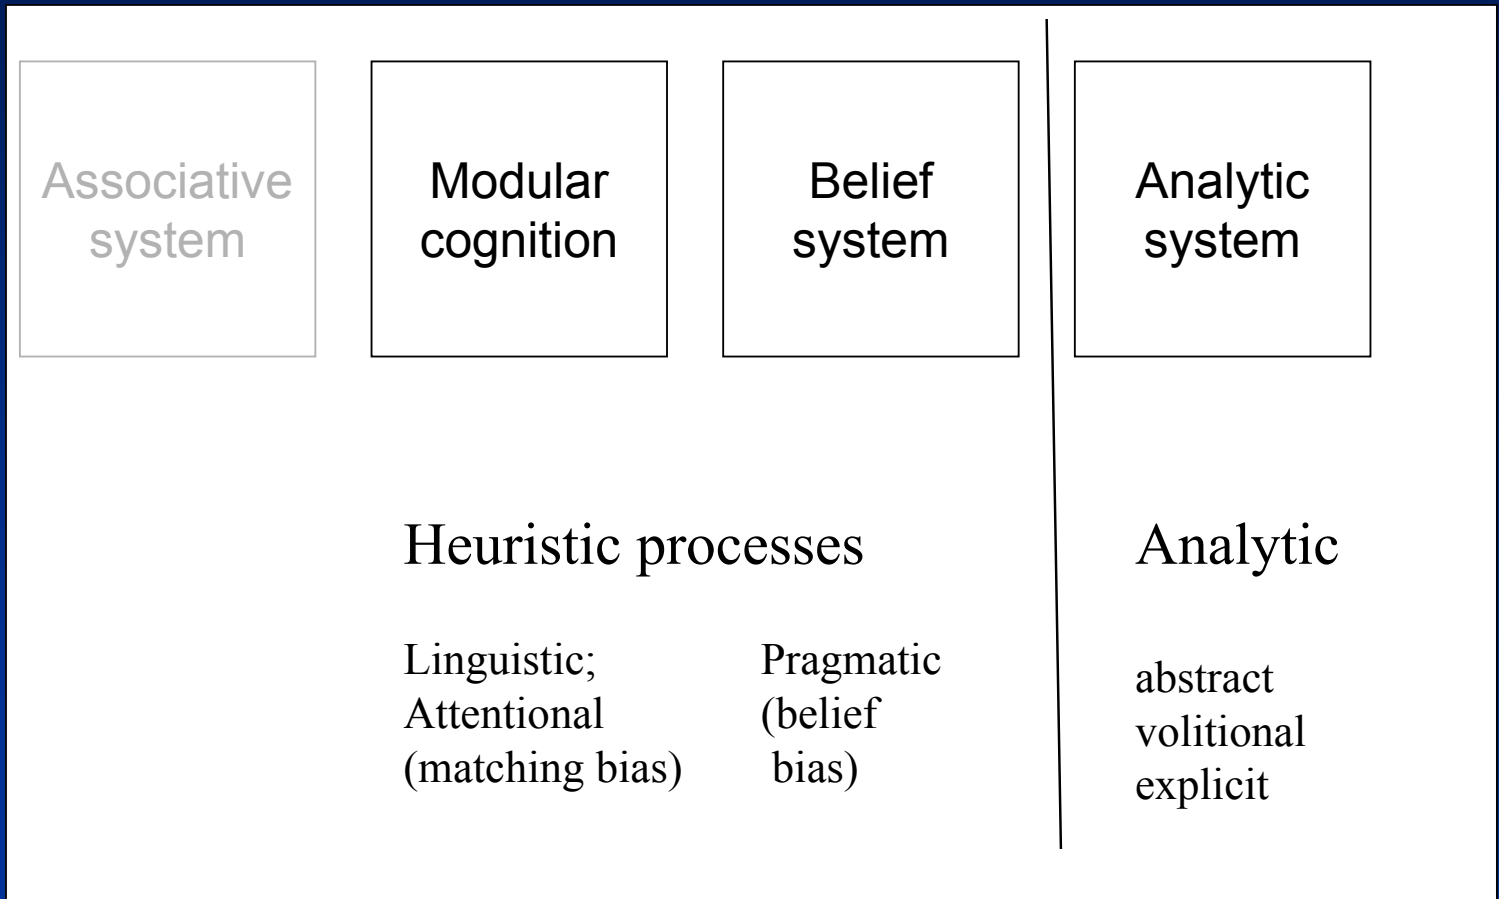 Associative
system
Modular
cognition
Belief
system
Analytic
system
Heuristic processes
Analytic
Linguistic;
Attentional
(matching bias)
Pragmatic
(belief
bias)
abstract
volitional
explicit